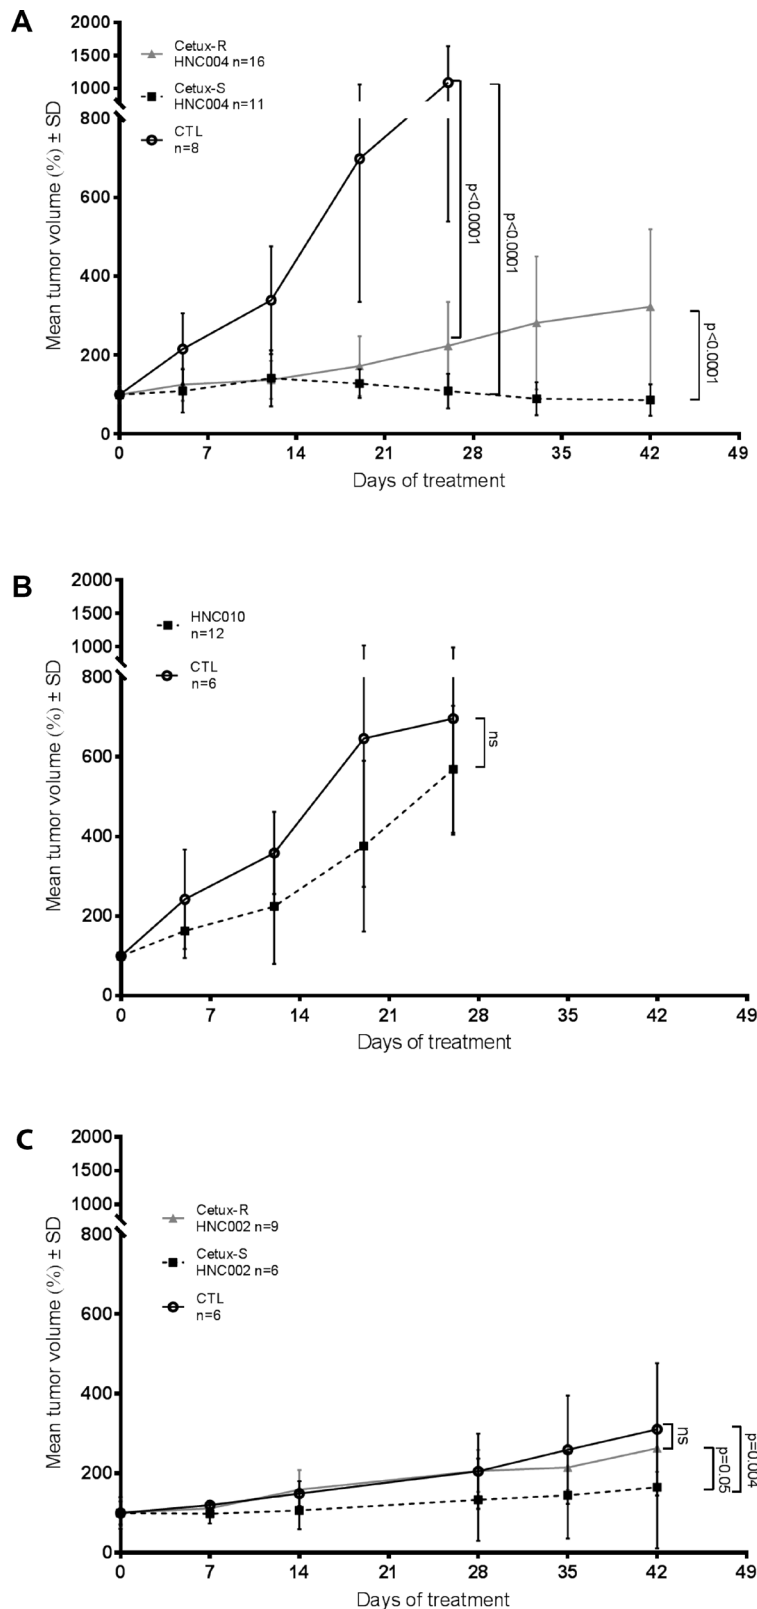 A
Mean tumor volume (%) ± SD
2000
1500
1000
800
600
400
200
0
Cetux-R
HNC004 n=16
Cetux-S
HNC004 n=11
CTL
n=8
p<0.0001
p<0.0001
p<0.0001
0 7 14 21 28 35 42 49
Days of treatment
B
Mean tumor volume (%) ± SD
2000
1500
1000
800
600
400
200
0
HNC010
n=12
CTL
n=6
ns
0 7 14 21 28 35 42 49
Days of treatment
C
Mean tumor volume (%) ± SD
2000
1500
1000
800
600
400
200
0
Cetux-R
HNC002 n=9
Cetux-S
HNC002 n=6
CTL
n=6
ns
p=0.05
p=0.004
0 7 14 21 28 35 42 49
Days of treatment